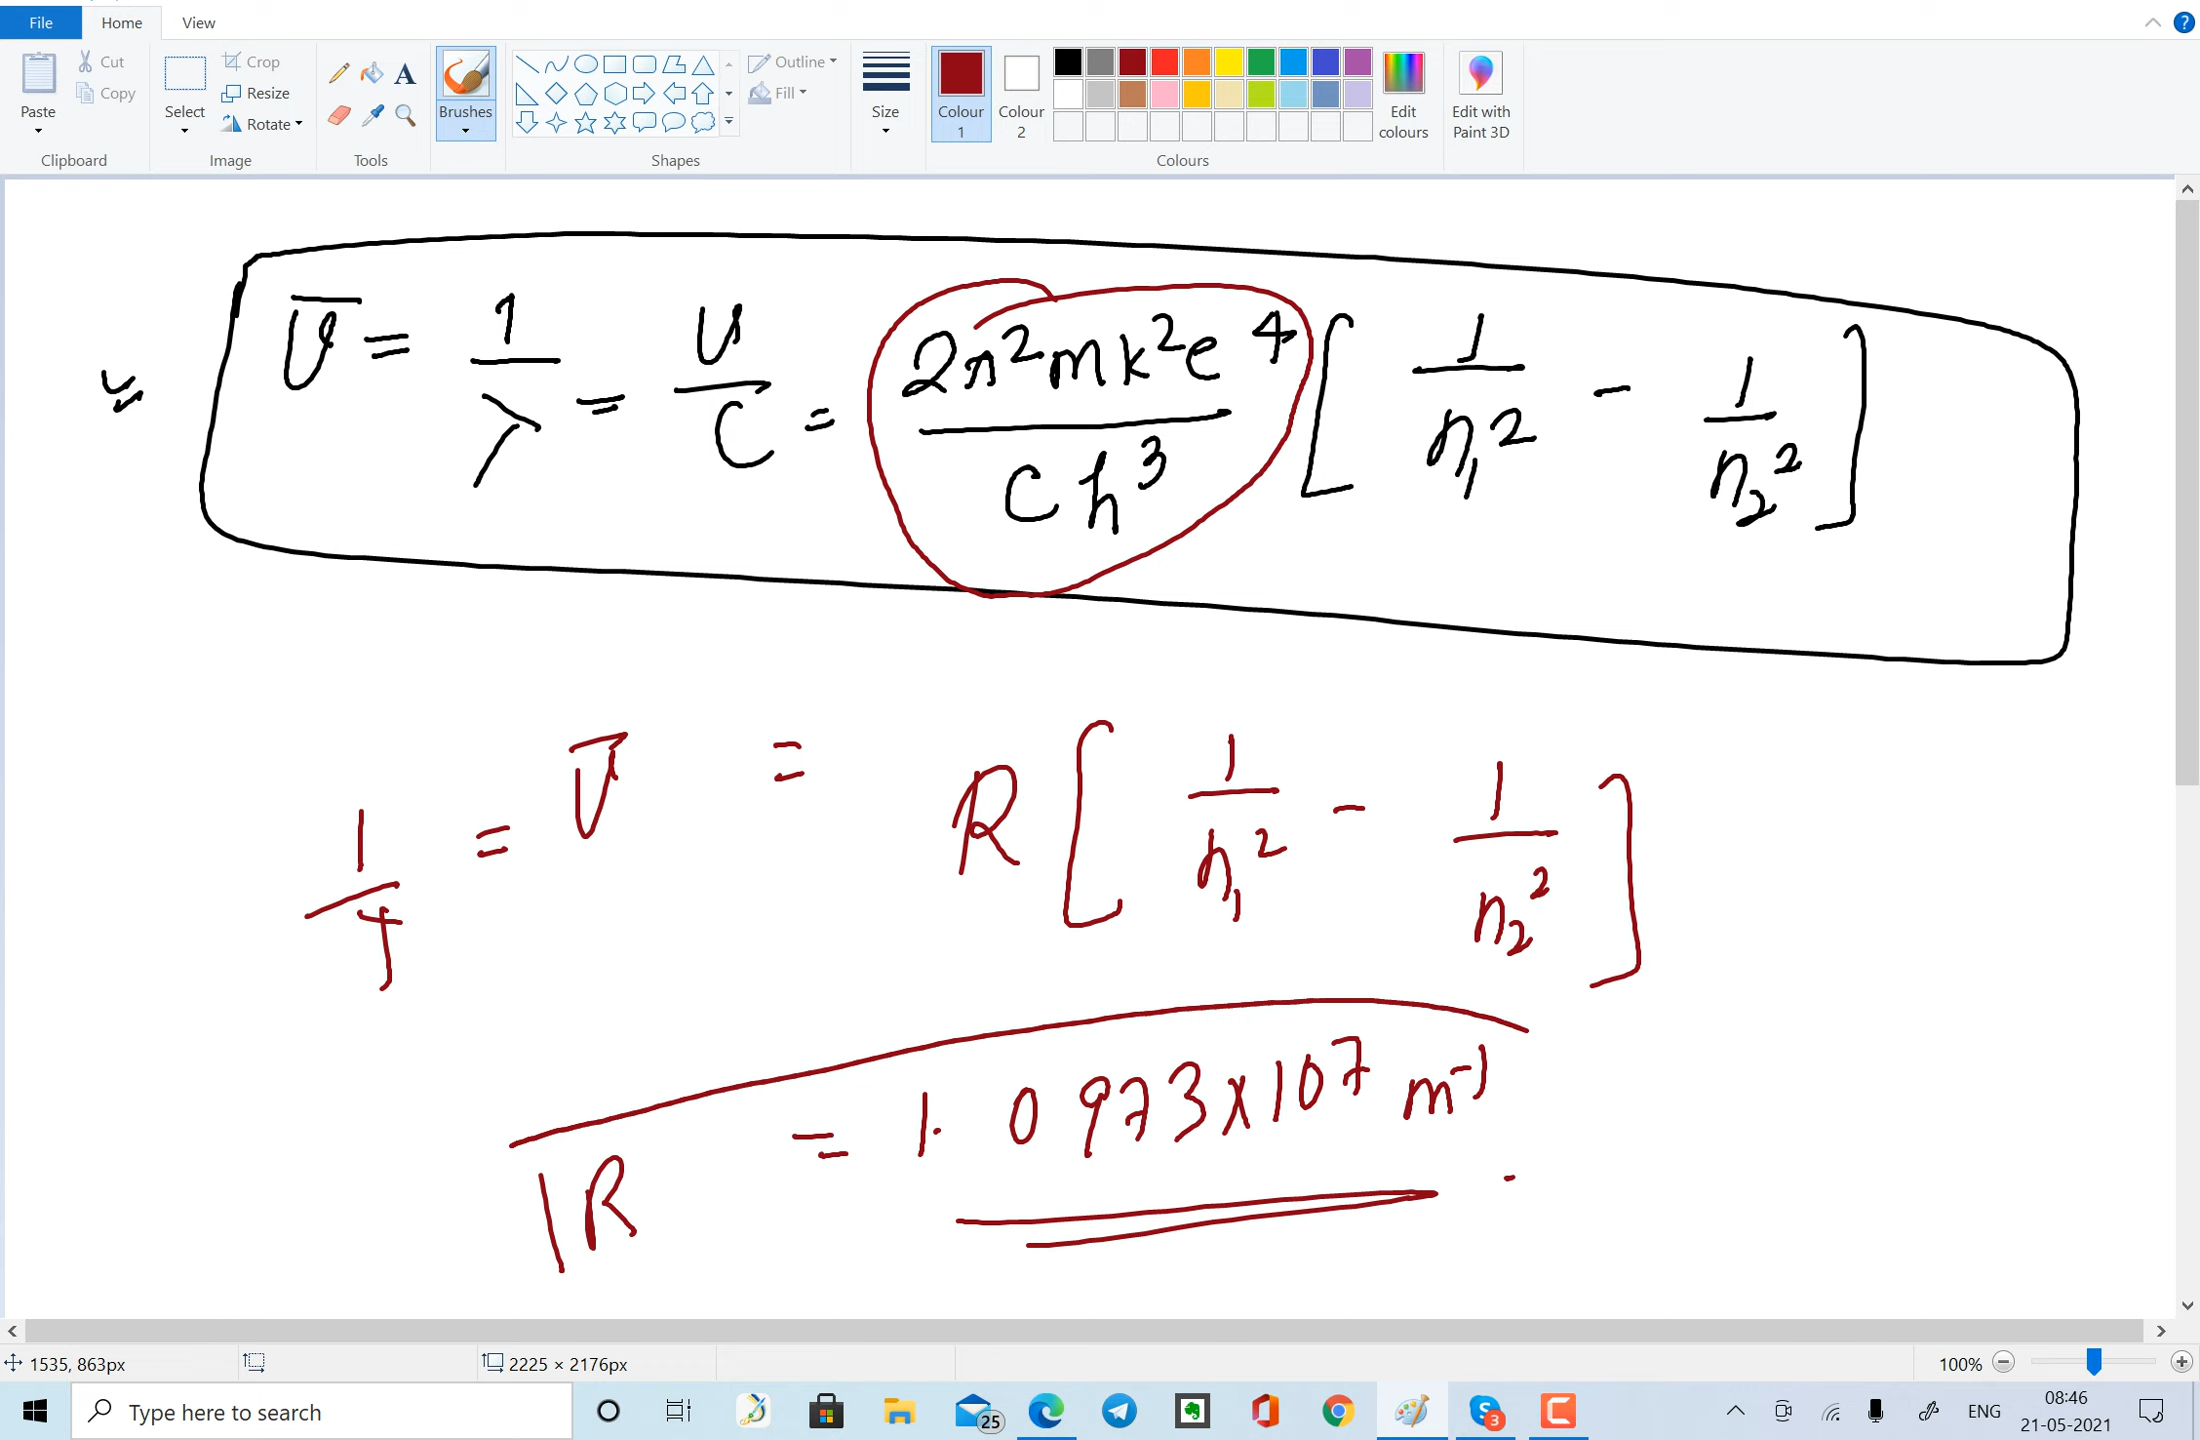 File Home View
Paste Cut Copy Clipboard
Select Crop Resize Rotate Image
A Tools
Brushes
Shapes
Outline Fill
Size
Colour 1 Colour 2 Edit colours Colours
Edit with Paint 3D
ν̄ = 1/λ = ν/C = 2π²mk²e⁴/Ch³ [1/n₁² - 1/n₂²]
1/λ = ν̄ = R[1/n₁² - 1/n₂²]
R = 1.0973×10⁷ m⁻¹
1535, 863px 2225 × 2176px 100%
Type here to search 25 3 ENG 08:46
21-05-2021